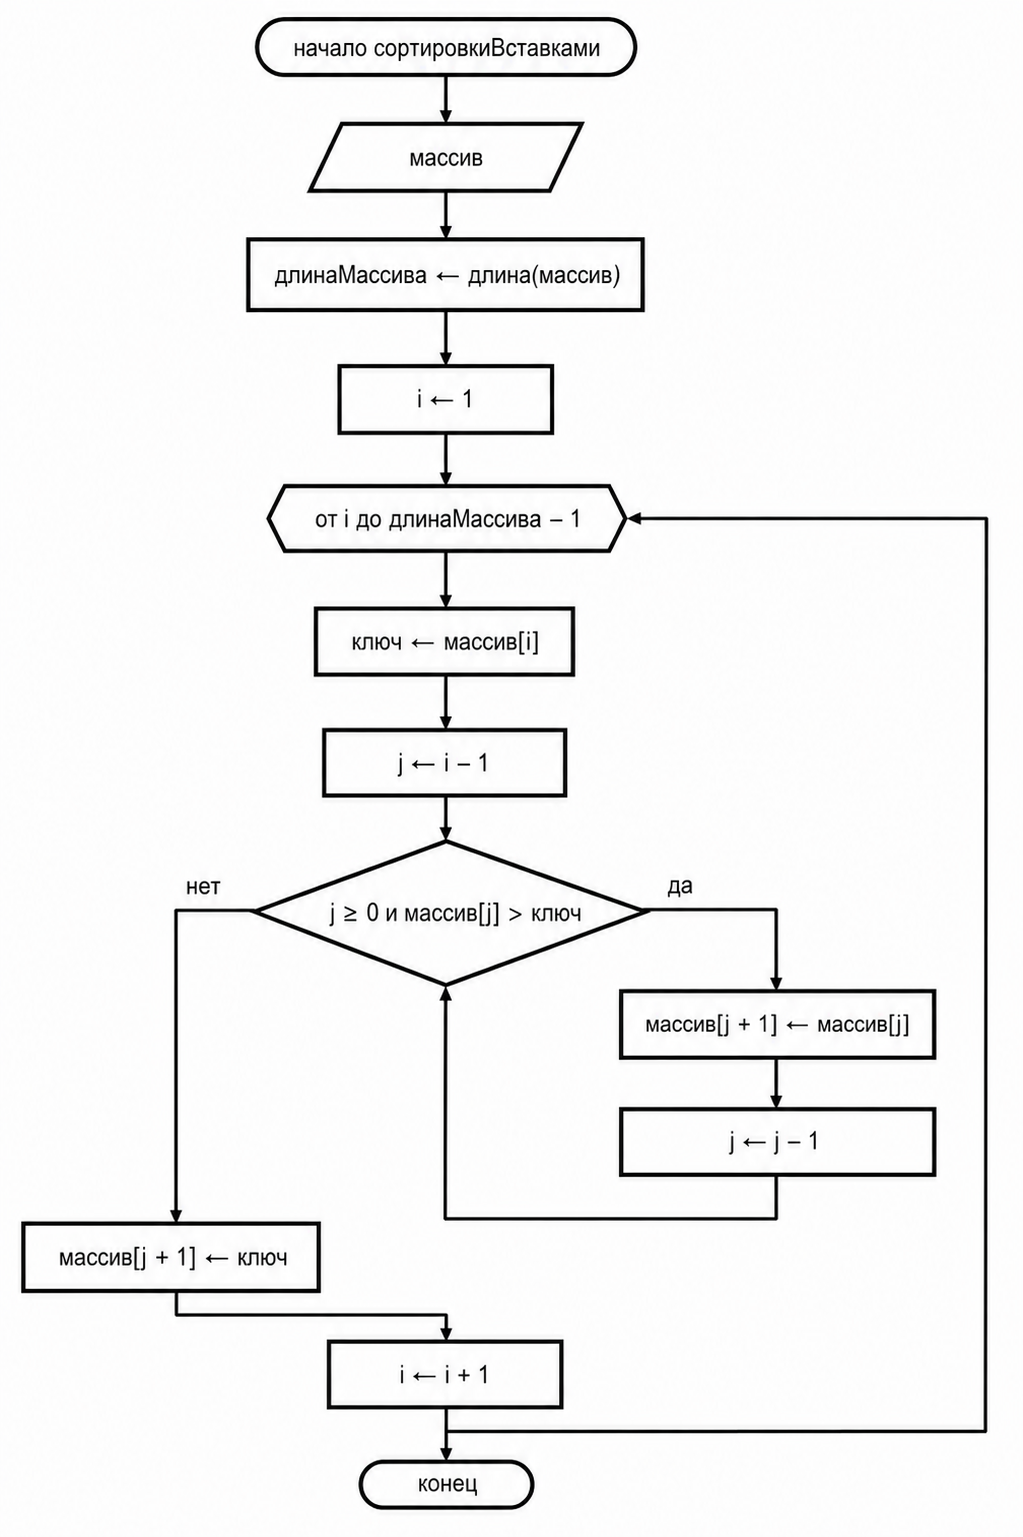 начало сортировкиВставками
массив
длинаМассива ← длина(массив)
i ← 1
от i до длинаМассива – 1
ключ ← массив[i]
j ← i – 1
нет
да
j ≥ 0 и массив[j] > ключ
массив[j + 1] ← массив[j]
j ← j – 1
массив[j + 1] ← ключ
i ← i + 1
конец